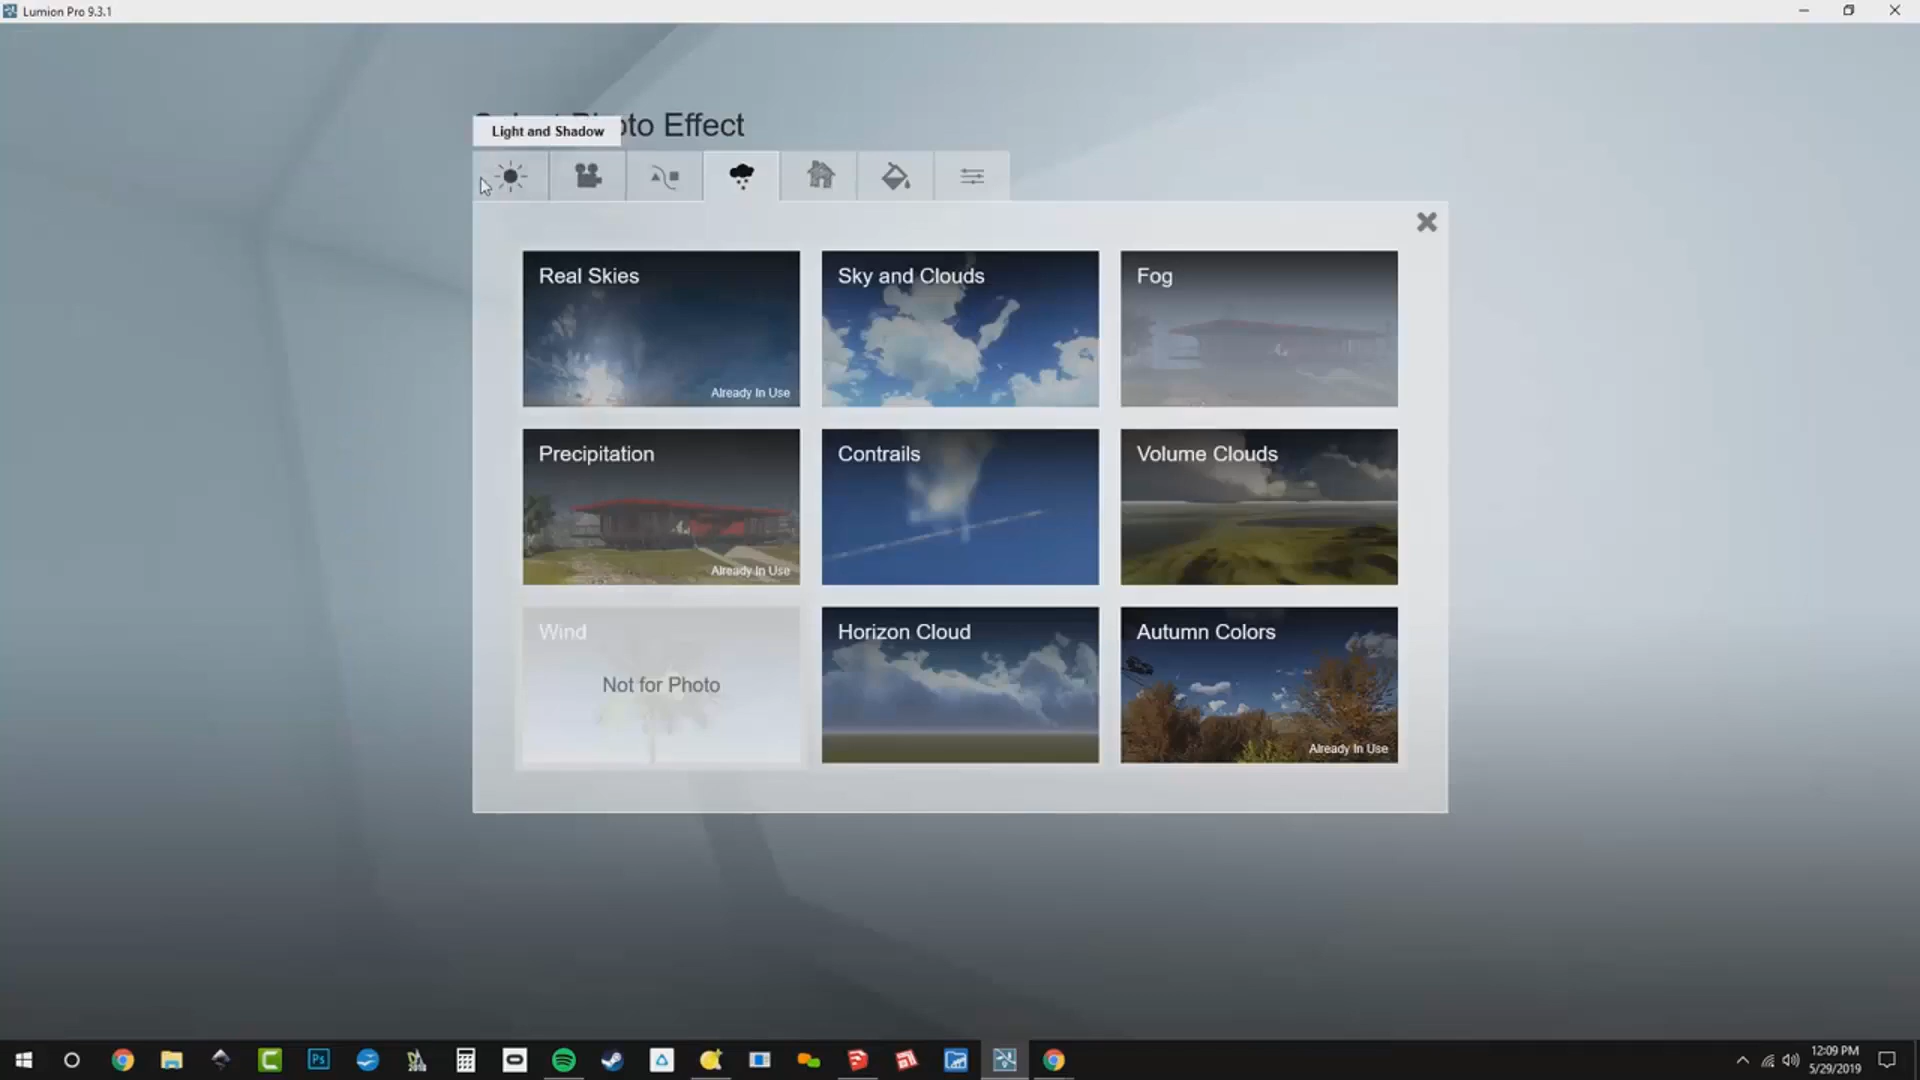 Lumion Pro 9.3.1
Photo Effect
Light and Shadow
Real Skies
Already In Use
Sky and Clouds
Fog
Precipitation
Already In Use
Contrails
Volume Clouds
Wind
Not for Photo
Horizon Cloud
Autumn Colors
Already In Use
Ps
12:09 PM
5/29/2019